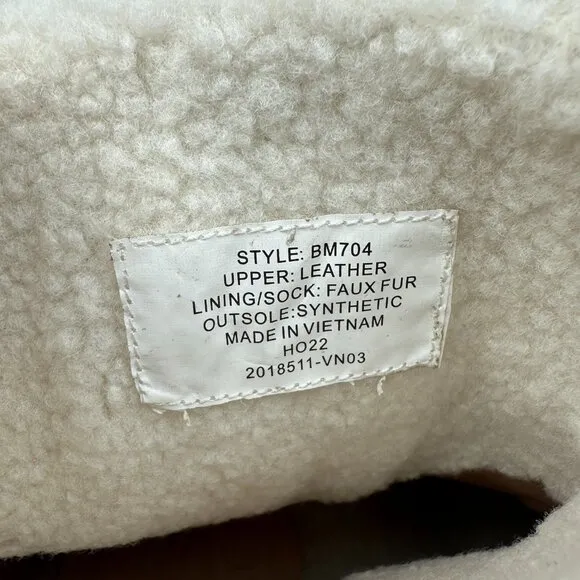 STYLE: BM704
UPPER: LEATHER
LINING/SOCK: FAUX FUR
OUTSOLE:SYNTHETIC
MADE IN VIETNAM
HO22
2018511-VN03